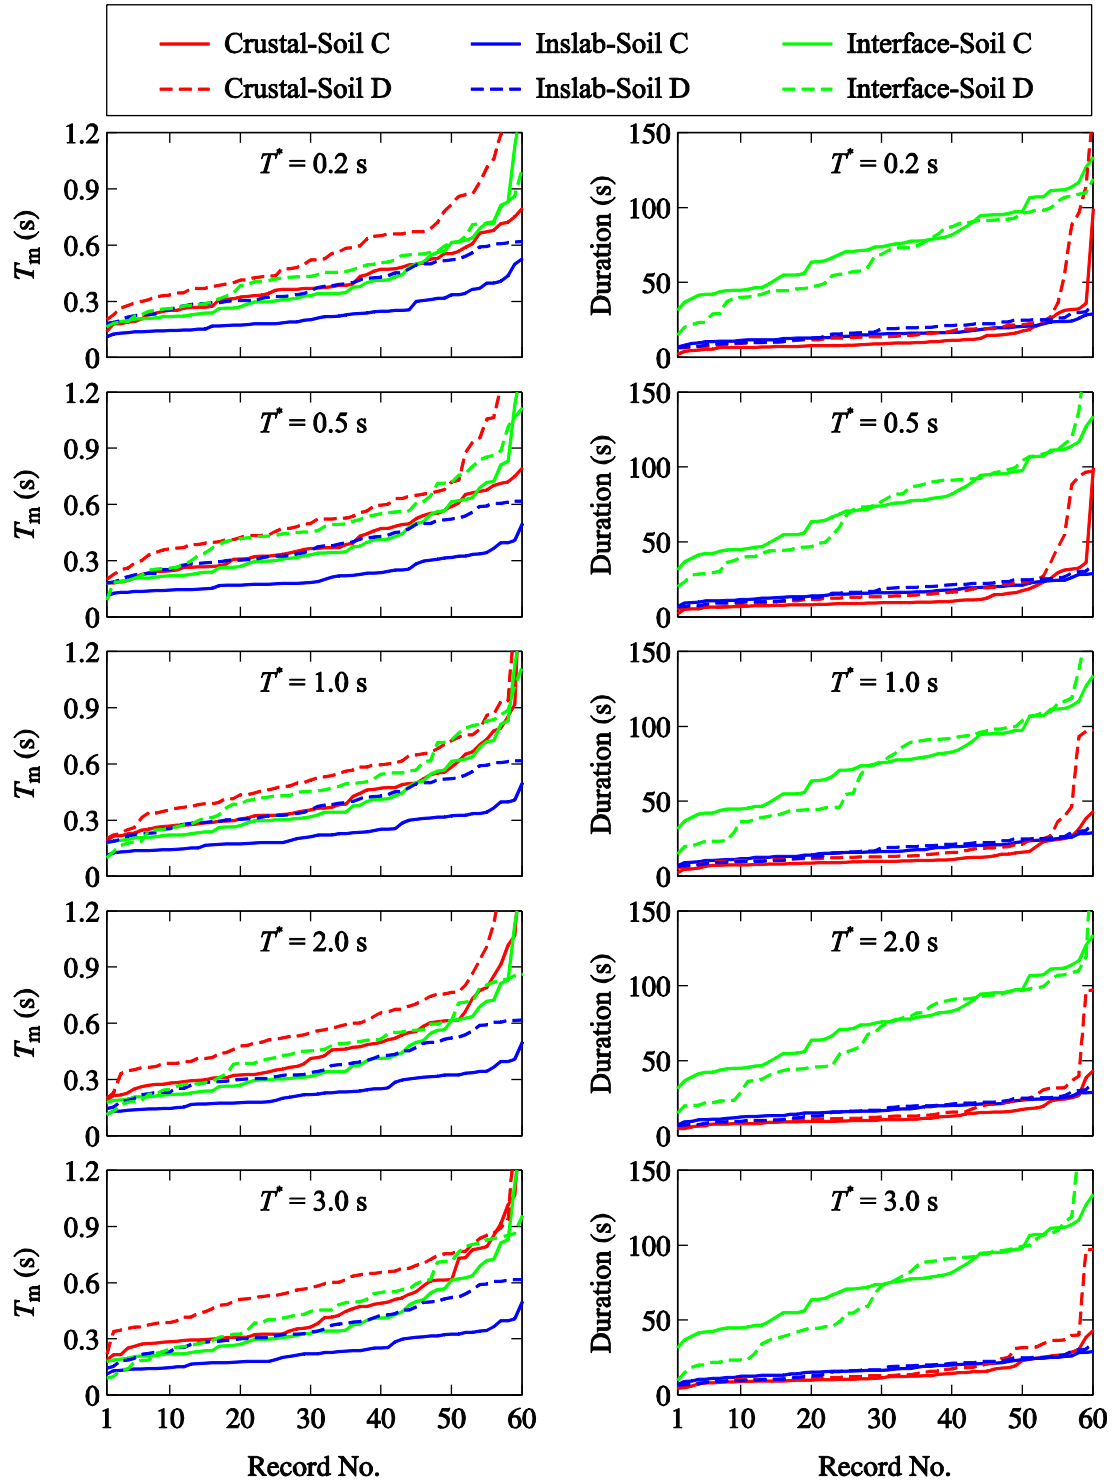 Crustal-Soil C Inslab-Soil C Interface-Soil C
Crustal-Soil D Inslab-Soil D Interface-Soil D
1.2
0.9
0.6
0.3
0
Tm (s)
T* = 0.2 s
150
100
50
0
Duration (s)
T* = 0.2 s
1.2
0.9
0.6
0.3
0
Tm (s)
T* = 0.5 s
150
100
50
0
Duration (s)
T* = 0.5 s
1.2
0.9
0.6
0.3
0
Tm (s)
T* = 1.0 s
150
100
50
0
Duration (s)
T* = 1.0 s
1.2
0.9
0.6
0.3
0
Tm (s)
T* = 2.0 s
150
100
50
0
Duration (s)
T* = 2.0 s
1.2
0.9
0.6
0.3
0
Tm (s)
T* = 3.0 s
1 10 20 30 40 50 60
Record No.
150
100
50
0
Duration (s)
T* = 3.0 s
1 10 20 30 40 50 60
Record No.